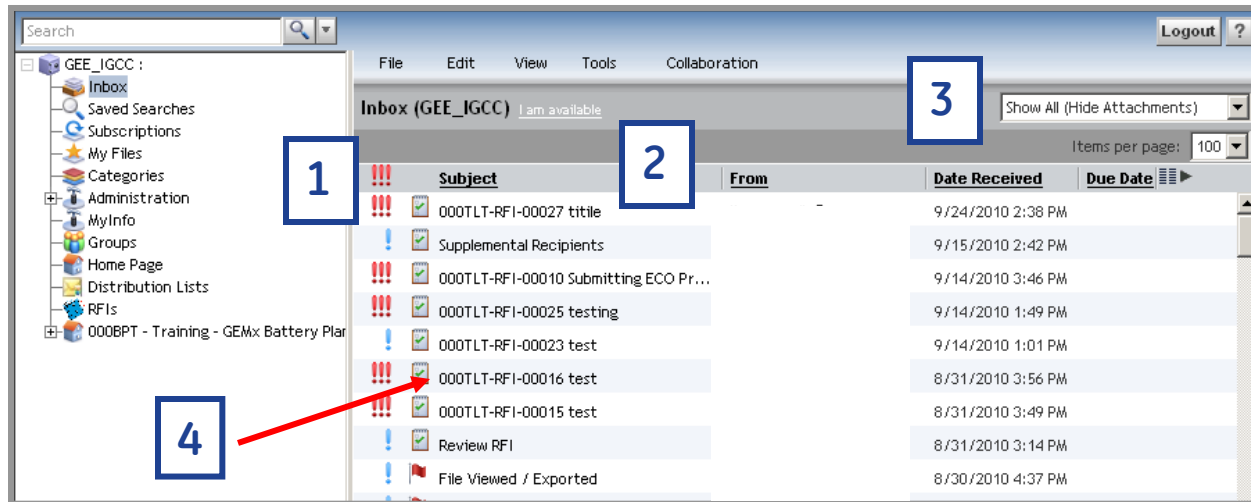 Search
Logout ?
GEE_IGCC :
Inbox
Saved Searches
Subscriptions
My Files
Categories
Administration
MyInfo
Groups
Home Page
Distribution Lists
RFIs
000BPT - Training - GEMx Battery Plan
File Edit View Tools Collaboration
Inbox (GEE_IGCC) I am available
Show All (Hide Attachments)
Items per page: 100
1
2
3
4
!!! Subject From Date Received Due Date
!!! 000TLT-RFI-00027 titile 9/24/2010 2:38 PM
! Supplemental Recipients 9/15/2010 2:42 PM
!!! 000TLT-RFI-00010 Submitting ECO Pr... 9/14/2010 3:46 PM
!!! 000TLT-RFI-00025 testing 9/14/2010 1:49 PM
! 000TLT-RFI-00023 test 9/14/2010 1:01 PM
!!! 000TLT-RFI-00016 test 8/31/2010 3:56 PM
!!! 000TLT-RFI-00015 test 8/31/2010 3:49 PM
! Review RFI 8/31/2010 3:14 PM
! File Viewed / Exported 8/30/2010 4:37 PM